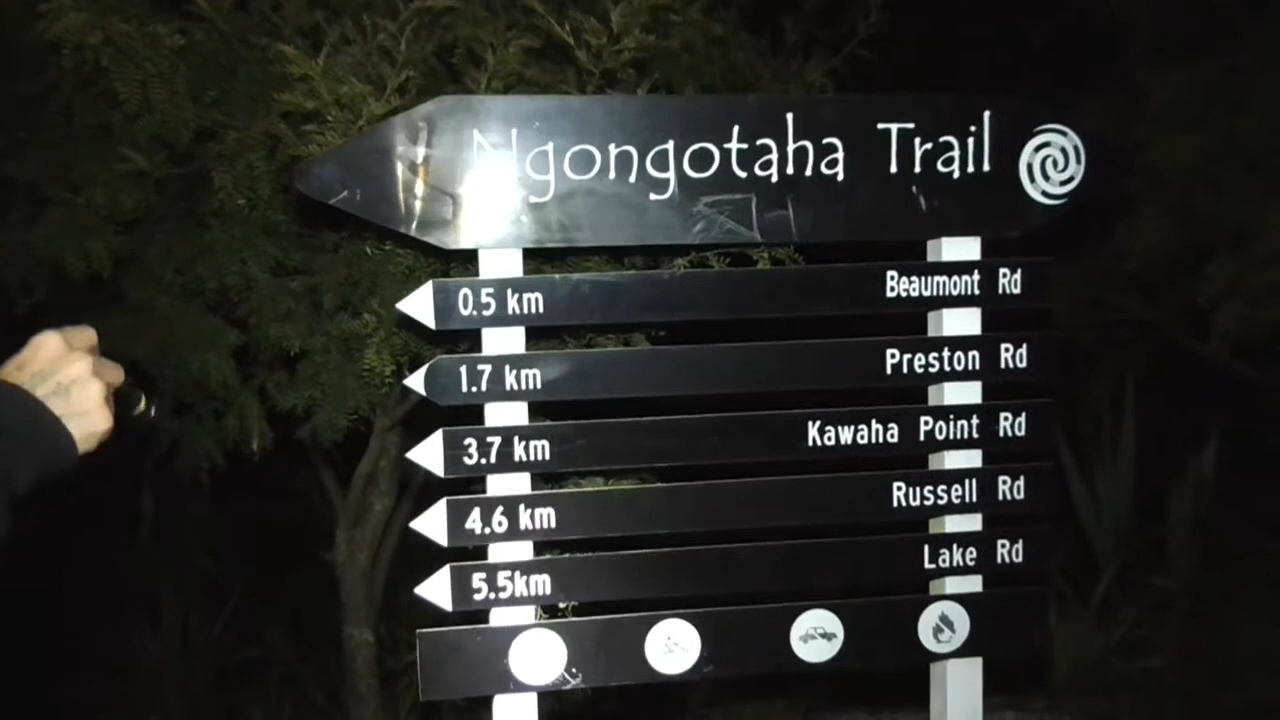 Ngongotaha Trail
0.5 km Beaumont Rd
1.7 km Preston Rd
3.7 km Kawaha Point Rd
4.6 km Russell Rd
5.5km Lake Rd